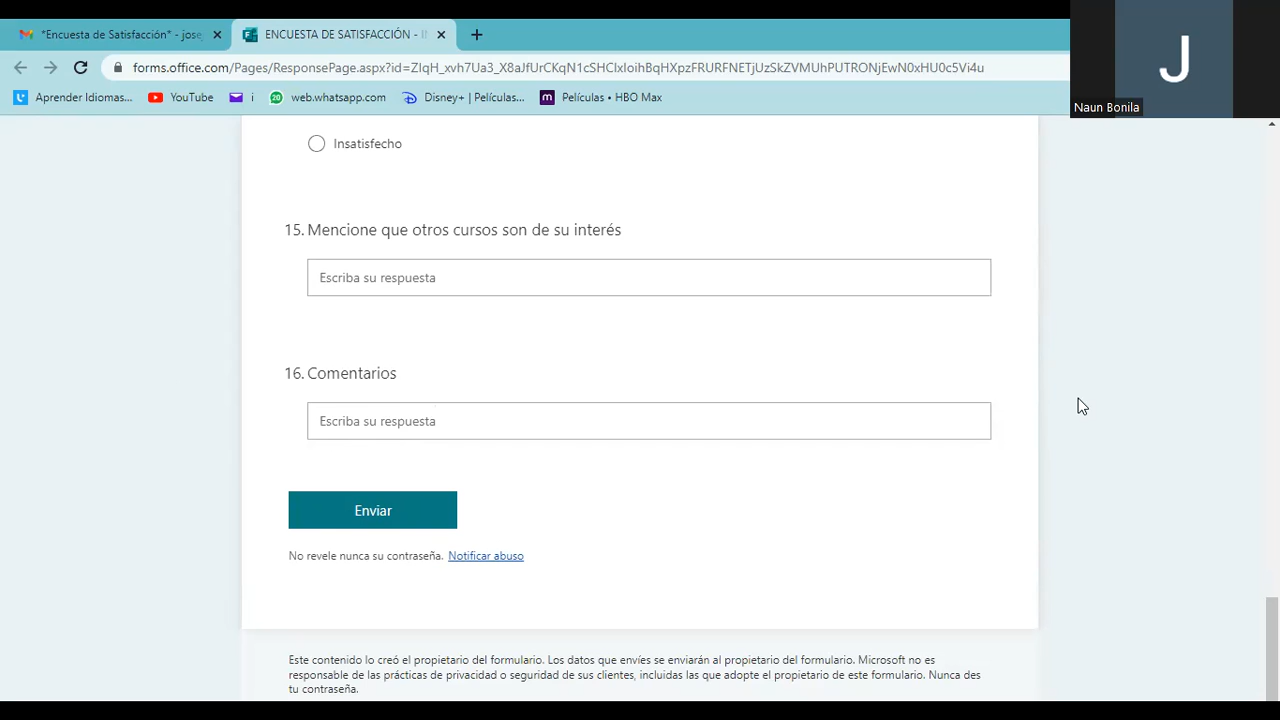 *Encuesta de Satisfacción* - jose
ENCUESTA DE SATISFACCIÓN - I
J
Naun Bonila
forms.office.com/Pages/ResponsePage.aspx?id=ZIqH_xvh7Ua3_X8aJfUrCKqN1cSHClxIoihBqHXpzFRURFNETjUzSkZVMUhPUTRONjEwN0xHU0c5Vi4u
Aprender Idiomas...
YouTube
i
20
web.whatsapp.com
Disney+ | Películas...
Películas • HBO Max
Insatisfecho
15. Mencione que otros cursos son de su interés
Escriba su respuesta
16. Comentarios
Escriba su respuesta
Enviar
No revele nunca su contraseña. Notificar abuso
Este contenido lo creó el propietario del formulario. Los datos que envíes se enviarán al propietario del formulario. Microsoft no es
responsable de las prácticas de privacidad o seguridad de sus clientes, incluidas las que adopte el propietario de este formulario. Nunca des
tu contraseña.